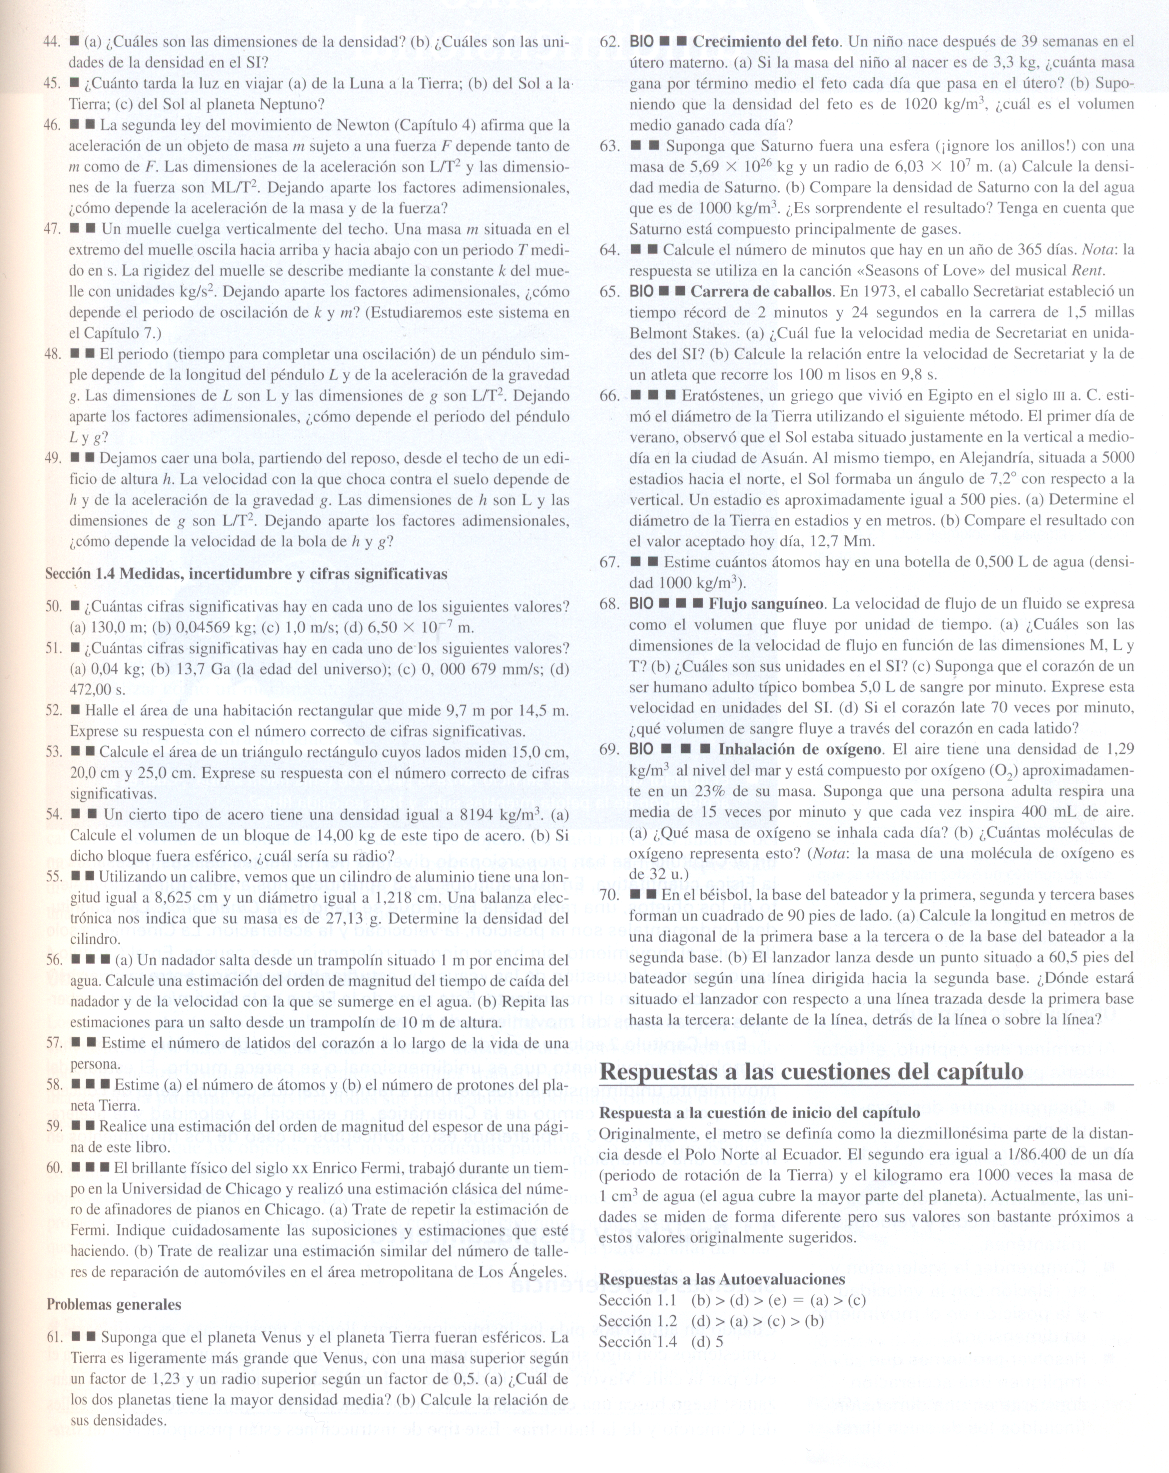 44. ■ (a) ¿Cuáles son las dimensiones de la densidad? (b) ¿Cuáles son las uni-
dades de la densidad en el SI?
45. ■ ¿Cuánto tarda la luz en viajar (a) de la Luna a la Tierra; (b) del Sol a la
Tierra; (c) del Sol al planeta Neptuno?
46. ■ ■ La segunda ley del movimiento de Newton (Capítulo 4) afirma que la
aceleración de un objeto de masa m sujeto a una fuerza F depende tanto de
m como de F. Las dimensiones de la aceleración son L/T² y las dimensio-
nes de la fuerza son ML/T². Dejando aparte los factores adimensionales,
¿cómo depende la aceleración de la masa y de la fuerza?
47. ■ ■ Un muelle cuelga verticalmente del techo. Una masa m situada en el
extremo del muelle oscila hacia arriba y hacia abajo con un periodo T medi-
do en s. La rigidez del muelle se describe mediante la constante k del mue-
lle con unidades kg/s². Dejando aparte los factores adimensionales, ¿cómo
depende el periodo de oscilación de k y m? (Estudiaremos este sistema en
el Capítulo 7.)
48. ■ ■ El periodo (tiempo para completar una oscilación) de un péndulo sim-
ple depende de la longitud del péndulo L y de la aceleración de la gravedad
g. Las dimensiones de L son L y las dimensiones de g son L/T². Dejando
aparte los factores adimensionales, ¿cómo depende el periodo del péndulo
L y g?
49. ■ ■ Dejamos caer una bola, partiendo del reposo, desde el techo de un edi-
ficio de altura h. La velocidad con la que choca contra el suelo depende de
h y de la aceleración de la gravedad g. Las dimensiones de h son L y las
dimensiones de g son L/T². Dejando aparte los factores adimensionales,
¿cómo depende la velocidad de la bola de h y g?
Sección 1.4 Medidas, incertidumbre y cifras significativas
50. ■ ¿Cuántas cifras significativas hay en cada uno de los siguientes valores?
(a) 130,0 m; (b) 0,04569 kg; (c) 1,0 m/s; (d) 6,50 × 10⁻⁷ m.
51. ■ ¿Cuántas cifras significativas hay en cada uno de los siguientes valores?
(a) 0,04 kg; (b) 13,7 Ga (la edad del universo); (c) 0, 000 679 mm/s; (d)
472,00 s.
52. ■ Halle el área de una habitación rectangular que mide 9,7 m por 14,5 m.
Exprese su respuesta con el número correcto de cifras significativas.
53. ■ ■ Calcule el área de un triángulo rectángulo cuyos lados miden 15,0 cm,
20,0 cm y 25,0 cm. Exprese su respuesta con el número correcto de cifras
significativas.
54. ■ ■ Un cierto tipo de acero tiene una densidad igual a 8194 kg/m³. (a)
Calcule el volumen de un bloque de 14,00 kg de este tipo de acero. (b) Si
dicho bloque fuera esférico, ¿cuál sería su radio?
55. ■ ■ Utilizando un calibre, vemos que un cilindro de aluminio tiene una lon-
gitud igual a 8,625 cm y un diámetro igual a 1,218 cm. Una balanza elec-
trónica nos indica que su masa es de 27,13 g. Determine la densidad del
cilindro.
56. ■ ■ ■ (a) Un nadador salta desde un trampolín situado 1 m por encima del
agua. Calcule una estimación del orden de magnitud del tiempo de caída del
nadador y de la velocidad con la que se sumerge en el agua. (b) Repita las
estimaciones para un salto desde un trampolín de 10 m de altura.
57. ■ ■ Estime el número de latidos del corazón a lo largo de la vida de una
persona.
58. ■ ■ ■ Estime (a) el número de átomos y (b) el número de protones del pla-
neta Tierra.
59. ■ ■ Realice una estimación del orden de magnitud del espesor de una pági-
na de este libro.
60. ■ ■ ■ El brillante físico del siglo XX Enrico Fermi, trabajó durante un tiem-
po en la Universidad de Chicago y realizó una estimación clásica del núme-
ro de afinadores de pianos en Chicago. (a) Trate de repetir la estimación de
Fermi. Indique cuidadosamente las suposiciones y estimaciones que esté
haciendo. (b) Trate de realizar una estimación similar del número de talle-
res de reparación de automóviles en el área metropolitana de Los Ángeles.
Problemas generales
61. ■ ■ Suponga que el planeta Venus y el planeta Tierra fueran esféricos. La
Tierra es ligeramente más grande que Venus, con una masa superior según
un factor de 1,23 y un radio superior según un factor de 0,5. (a) ¿Cuál de
los dos planetas tiene la mayor densidad media? (b) Calcule la relación de
sus densidades.
62. BIO ■ ■ Crecimiento del feto. Un niño nace después de 39 semanas en el
útero materno. (a) Si la masa del niño al nacer es de 3,3 kg, ¿cuánta masa
gana por término medio el feto cada día que pasa en el útero? (b) Supo-
niendo que la densidad del feto es de 1020 kg/m³, ¿cuál es el volumen
medio ganado cada día?
63. ■ ■ Suponga que Saturno fuera una esfera (¡ignore los anillos!) con una
masa de 5,69 × 10²⁶ kg y un radio de 6,03 × 10⁷ m. (a) Calcule la densi-
dad media de Saturno. (b) Compare la densidad de Saturno con la del agua
que es de 1000 kg/m³. ¿Es sorprendente el resultado? Tenga en cuenta que
Saturno está compuesto principalmente de gases.
64. ■ ■ Calcule el número de minutos que hay en un año de 365 días. Nota: la
respuesta se utiliza en la canción «Seasons of Love» del musical Rent.
65. BIO ■ ■ Carrera de caballos. En 1973, el caballo Secretariat estableció un
tiempo récord de 2 minutos y 24 segundos en la carrera de 1,5 millas
Belmont Stakes. (a) ¿Cuál fue la velocidad media de Secretariat en unida-
des del SI? (b) Calcule la relación entre la velocidad de Secretariat y la de
un atleta que recorre los 100 m lisos en 9,8 s.
66. ■ ■ ■ Eratóstenes, un griego que vivió en Egipto en el siglo III a. C. esti-
mó el diámetro de la Tierra utilizando el siguiente método. El primer día de
verano, observó que el Sol estaba situado justamente en la vertical a medio-
día en la ciudad de Asuán. Al mismo tiempo, en Alejandría, situada a 5000
estadios hacia el norte, el Sol formaba un ángulo de 7,2° con respecto a la
vertical. Un estadio es aproximadamente igual a 500 pies. (a) Determine el
diámetro de la Tierra en estadios y en metros. (b) Compare el resultado con
el valor aceptado hoy día, 12,7 Mm.
67. ■ ■ Estime cuántos átomos hay en una botella de 0,500 L de agua (densi-
dad 1000 kg/m³).
68. BIO ■ ■ ■ Flujo sanguíneo. La velocidad de flujo de un fluido se expresa
como el volumen que fluye por unidad de tiempo. (a) ¿Cuáles son las
dimensiones de la velocidad de flujo en función de las dimensiones M, L y
T? (b) ¿Cuáles son sus unidades en el SI? (c) Suponga que el corazón de un
ser humano adulto típico bombea 5,0 L de sangre por minuto. Exprese esta
velocidad en unidades del SI. (d) Si el corazón late 70 veces por minuto,
¿qué volumen de sangre fluye a través del corazón en cada latido?
69. BIO ■ ■ ■ Inhalación de oxígeno. El aire tiene una densidad de 1,29
kg/m³ al nivel del mar y está compuesto por oxígeno (O₂) aproximadamen-
te en un 23% de su masa. Suponga que una persona adulta respira una
media de 15 veces por minuto y que cada vez inspira 400 mL de aire.
(a) ¿Qué masa de oxígeno se inhala cada día? (b) ¿Cuántas moléculas de
oxígeno representa esto? (Nota: la masa de una molécula de oxígeno es
de 32 u.)
70. ■ ■ En el béisbol, la base del bateador y la primera, segunda y tercera bases
forman un cuadrado de 90 pies de lado. (a) Calcule la longitud en metros de
una diagonal de la primera base a la tercera o de la base del bateador a la
segunda base. (b) El lanzador lanza desde un punto situado a 60,5 pies del
bateador según una línea dirigida hacia la segunda base. ¿Dónde estará
situado el lanzador con respecto a una línea trazada desde la primera base
hasta la tercera: delante de la línea, detrás de la línea o sobre la línea?
Respuestas a las cuestiones del capítulo
Respuesta a la cuestión de inicio del capítulo
Originalmente, el metro se definía como la diezmillonésima parte de la distan-
cia desde el Polo Norte al Ecuador. El segundo era igual a 1/86.400 de un día
(periodo de rotación de la Tierra) y el kilogramo era 1000 veces la masa de
1 cm³ de agua (el agua cubre la mayor parte del planeta). Actualmente, las uni-
dades se miden de forma diferente pero sus valores son bastante próximos a
estos valores originalmente sugeridos.
Respuestas a las Autoevaluaciones
Sección 1.1 (b) > (d) > (e) = (a) > (c)
Sección 1.2 (d) > (a) > (c) > (b)
Sección 1.4 (d) 5